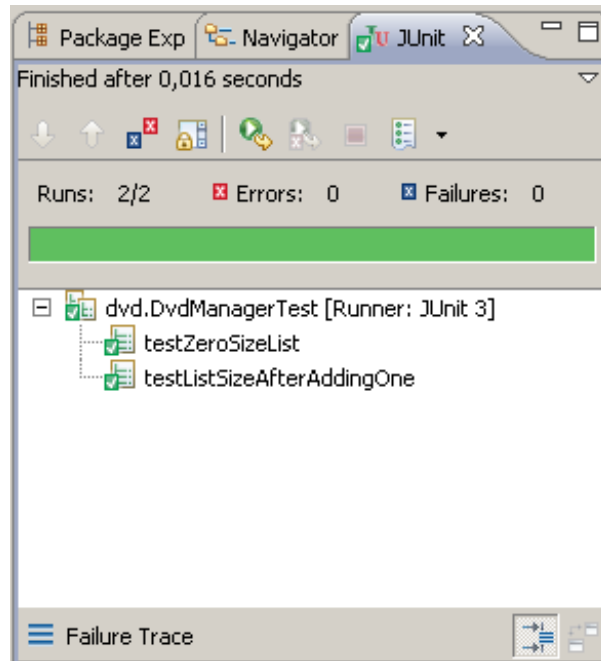 Package Exp Navigator JUnit
Finished after 0,016 seconds
Runs: 2/2 Errors: 0 Failures: 0
dvd.DvdManagerTest [Runner: JUnit 3]
testZeroSizeList
testListSizeAfterAddingOne
Failure Trace